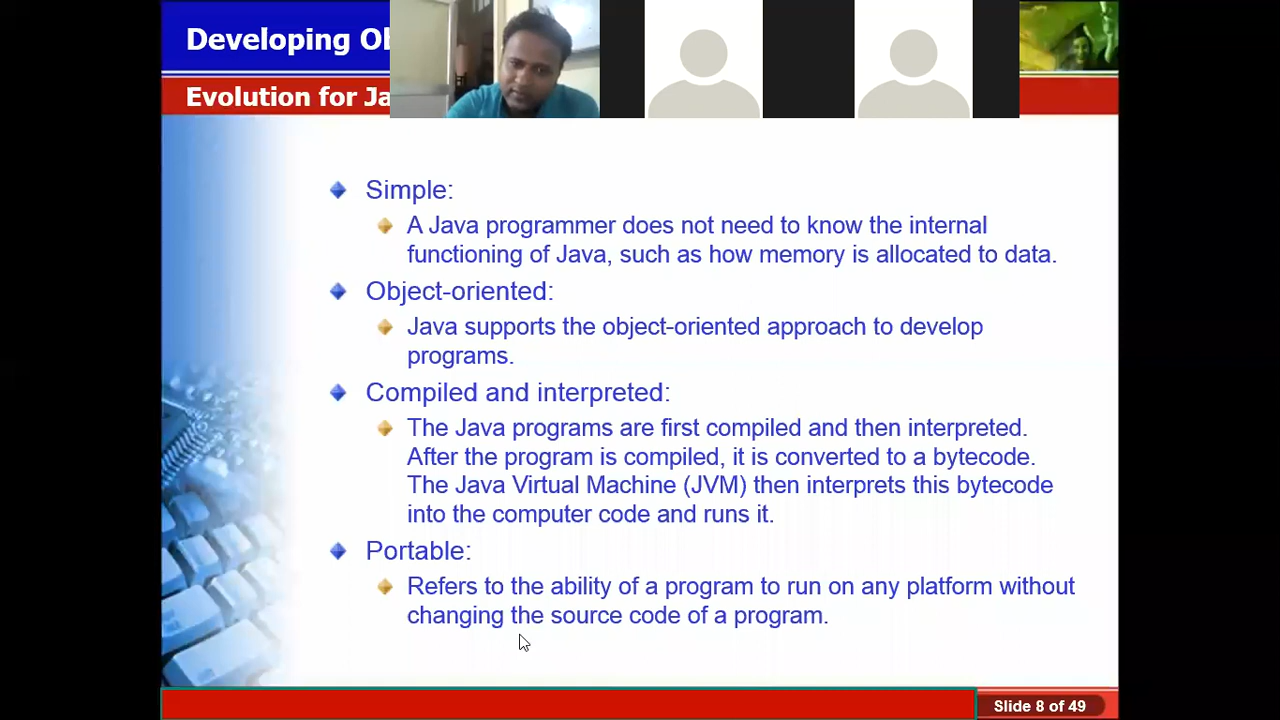 Developing
Evolution for
Simple:
A Java programmer does not need to know the internal
functioning of Java, such as how memory is allocated to data.
Object-oriented:
Java supports the object-oriented approach to develop
programs.
Compiled and interpreted:
The Java programs are first compiled and then interpreted.
After the program is compiled, it is converted to a bytecode.
The Java Virtual Machine (JVM) then interprets this bytecode
into the computer code and runs it.
Portable:
Refers to the ability of a program to run on any platform without
changing the source code of a program.
Slide 8 of 49